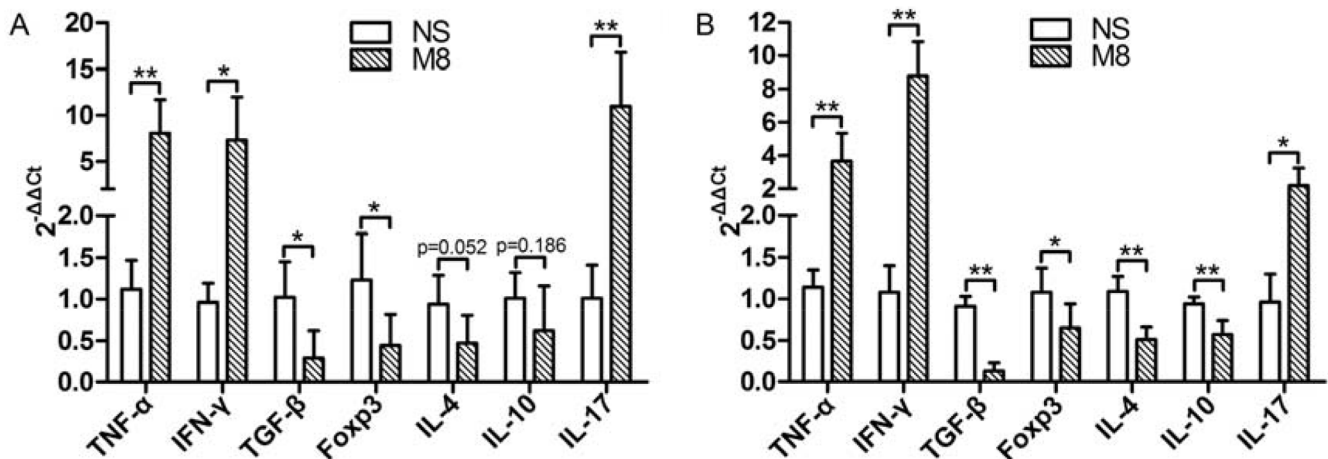 A
NS
M8
20
15
10
5
2.0
1.5
1.0
0.5
0.0
2^-ΔΔCt
**
*
*
*
p=0.052
p=0.186
**
TNF-α
IFN-γ
TGF-β
Foxp3
IL-4
IL-10
IL-17
B
NS
M8
12
10
8
6
4
2
2.0
1.5
1.0
0.5
0.0
2^-ΔΔCt
**
**
**
*
**
**
*
TNF-α
IFN-γ
TGF-β
Foxp3
IL-4
IL-10
IL-17